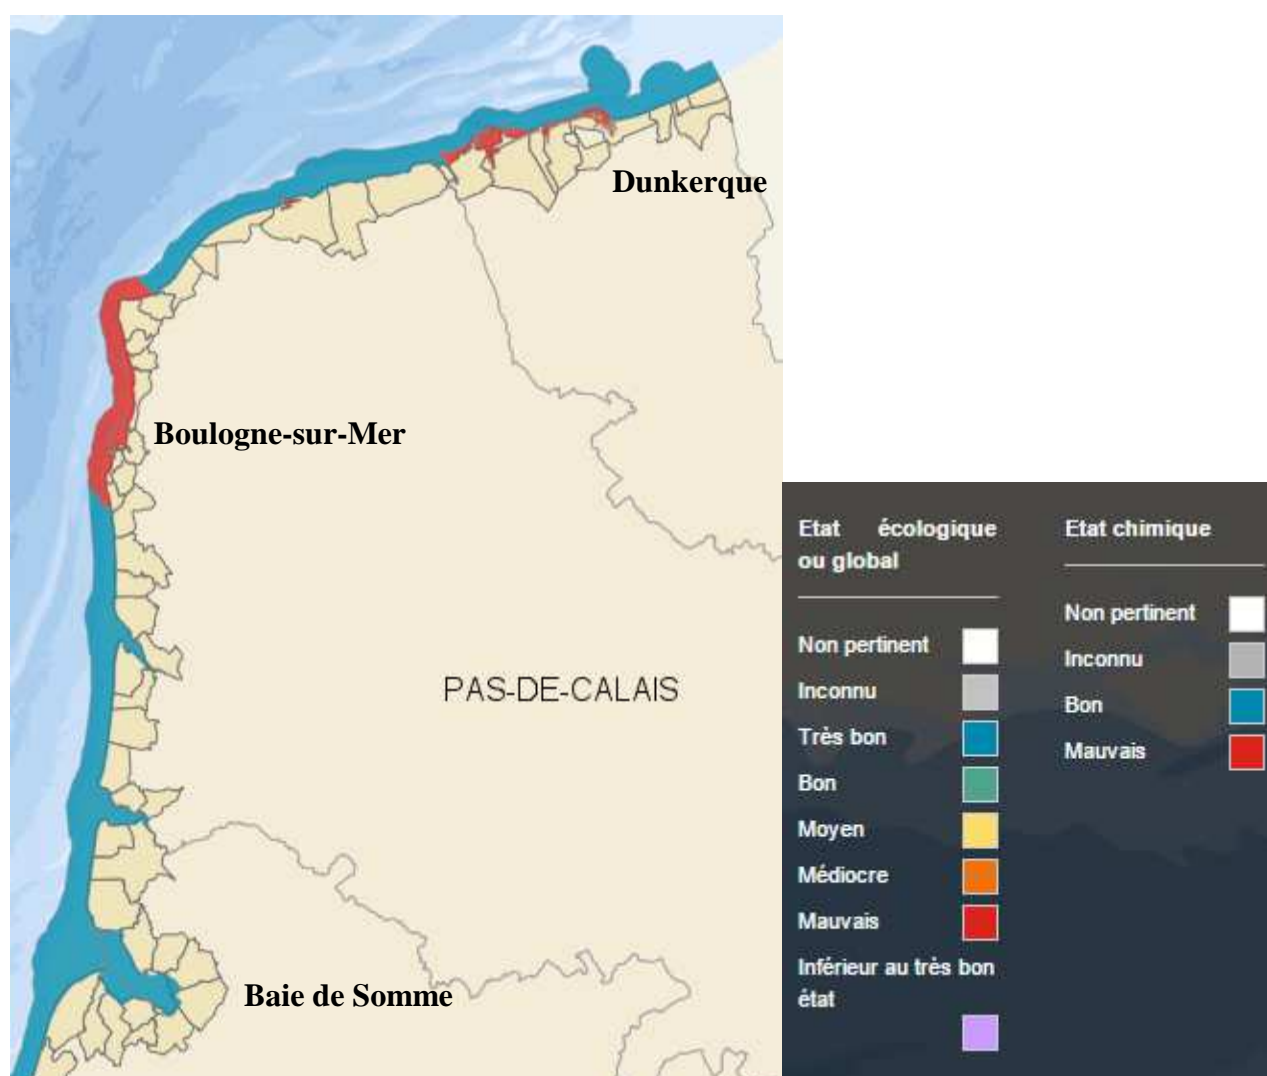 Dunkerque
Boulogne-sur-Mer
PAS-DE-CALAIS
Baie de Somme
Etat écologique
ou global
Non pertinent
Inconnu
Très bon
Bon
Moyen
Médiocre
Mauvais
Inférieur au très bon
état
Etat chimique
Non pertinent
Inconnu
Bon
Mauvais